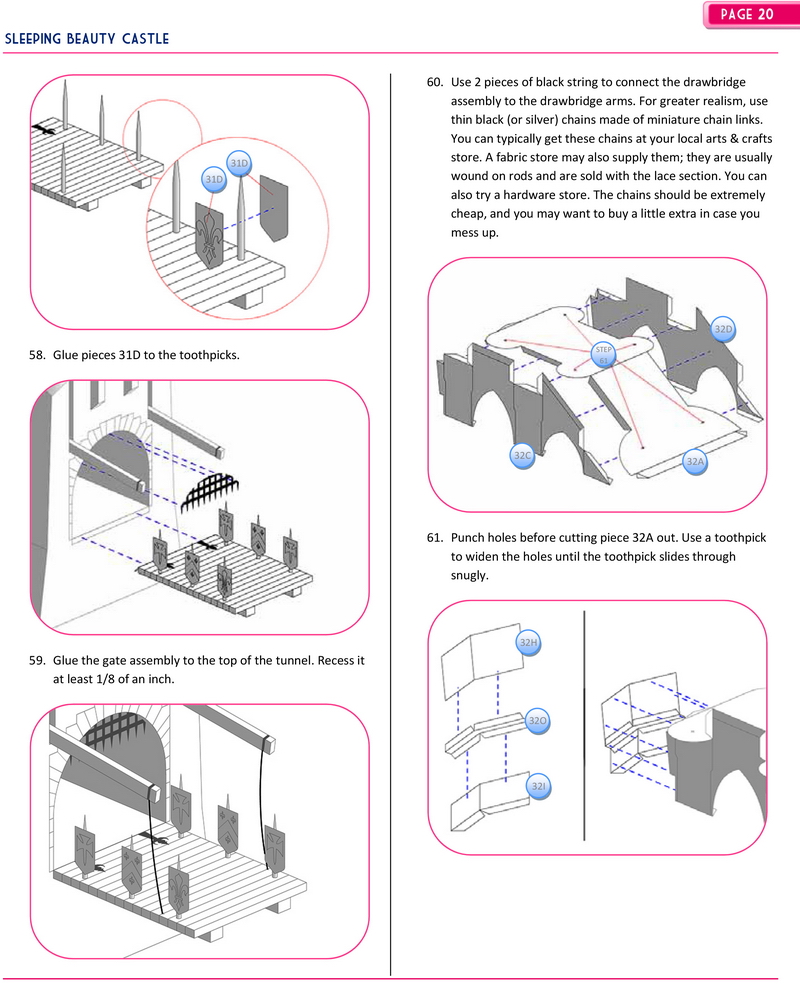 PAGE 20
SLEEPING BEAUTY CASTLE
31D
31D
58. Glue pieces 31D to the toothpicks.
59. Glue the gate assembly to the top of the tunnel. Recess it
at least 1/8 of an inch.
60. Use 2 pieces of black string to connect the drawbridge
assembly to the drawbridge arms. For greater realism, use
thin black (or silver) chains made of miniature chain links.
You can typically get these chains at your local arts & crafts
store. A fabric store may also supply them; they are usually
wound on rods and are sold with the lace section. You can
also try a hardware store. The chains should be extremely
cheap, and you may want to buy a little extra in case you
mess up.
32D
STEP
61
32C
32A
61. Punch holes before cutting piece 32A out. Use a toothpick
to widen the holes until the toothpick slides through
snugly.
32H
32O
32I